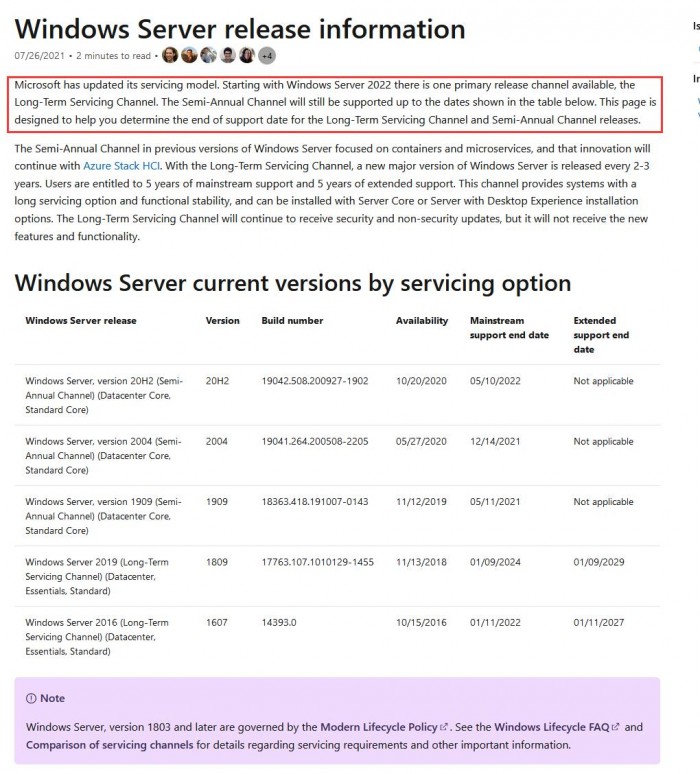 Windows Server release information
07/26/2021 • 2 minutes to read • +4
Microsoft has updated its servicing model. Starting with Windows Server 2022 there is one primary release channel available, the
Long-Term Servicing Channel. The Semi-Annual Channel will still be supported up to the dates shown in the table below. This page is
designed to help you determine the end of support date for the Long-Term Servicing Channel and Semi-Annual Channel releases.
The Semi-Annual Channel in previous versions of Windows Server focused on containers and microservices, and that innovation will
continue with Azure Stack HCI. With the Long-Term Servicing Channel, a new major version of Windows Server is released every 2-3
years. Users are entitled to 5 years of mainstream support and 5 years of extended support. This channel provides systems with a
long servicing option and functional stability, and can be installed with Server Core or Server with Desktop Experience installation
options. The Long-Term Servicing Channel will continue to receive security and non-security updates, but it will not receive the new
features and functionality.
Windows Server current versions by servicing option
Windows Server release Version Build number Availability Mainstream Extended
support end date support end
date
Windows Server, version 20H2 (Semi- 20H2 19042.508.200927-1902 10/20/2020 05/10/2022 Not applicable
Annual Channel) (Datacenter Core,
Standard Core)
Windows Server, version 2004 (Semi- 2004 19041.264.200508-2205 05/27/2020 12/14/2021 Not applicable
Annual Channel) (Datacenter Core,
Standard Core)
Windows Server, version 1909 (Semi- 1909 18363.418.191007-0143 11/12/2019 05/11/2021 Not applicable
Annual Channel) (Datacenter Core,
Standard Core)
Windows Server 2019 (Long-Term 1809 17763.107.1010129-1455 11/13/2018 01/09/2024 01/09/2029
Servicing Channel) (Datacenter,
Essentials, Standard)
Windows Server 2016 (Long-Term 1607 14393.0 10/15/2016 01/11/2022 01/11/2027
Servicing Channel) (Datacenter,
Essentials, Standard)
Note
Windows Server, version 1803 and later are governed by the Modern Lifecycle Policy. See the Windows Lifecycle FAQ and
Comparison of servicing channels for details regarding servicing requirements and other important information.